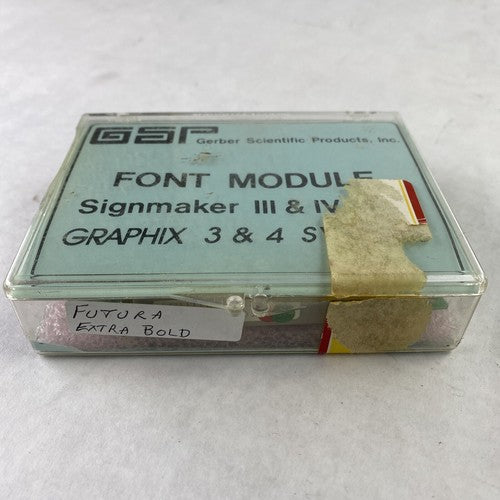 GSP Gerber Scientific Products, Inc.
FONT MODULE
Signmaker III & IV
GRAPHIX 3 & 4
FUTURA
EXTRA BOLD